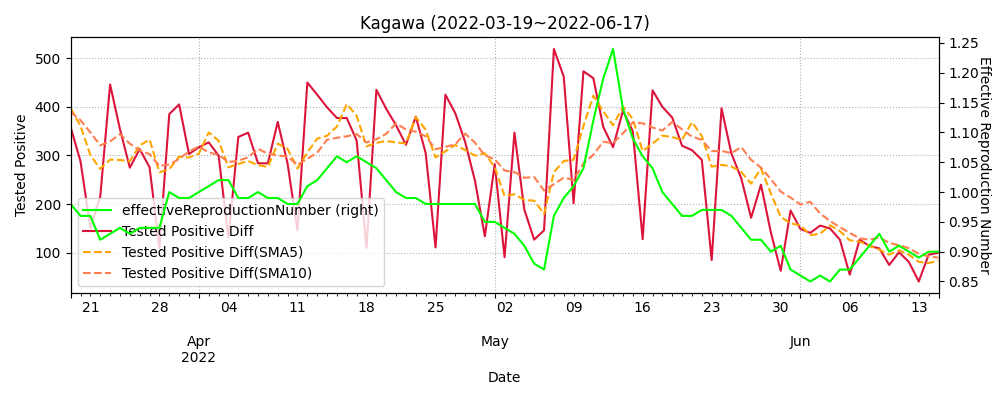 Kagawa (2022-03-19~2022-06-17)
Tested Positive
500
400
300
200
100
1.25
1.20
1.15
1.10
1.05
1.00
0.95
0.90
0.85
Effective Reproduction Number
effectiveReproductionNumber (right)
Tested Positive Diff
Tested Positive Diff(SMA5)
Tested Positive Diff(SMA10)
21 28 04 11 18 25 02 09 16 23 30 06 13
Apr May Jun
2022
Date